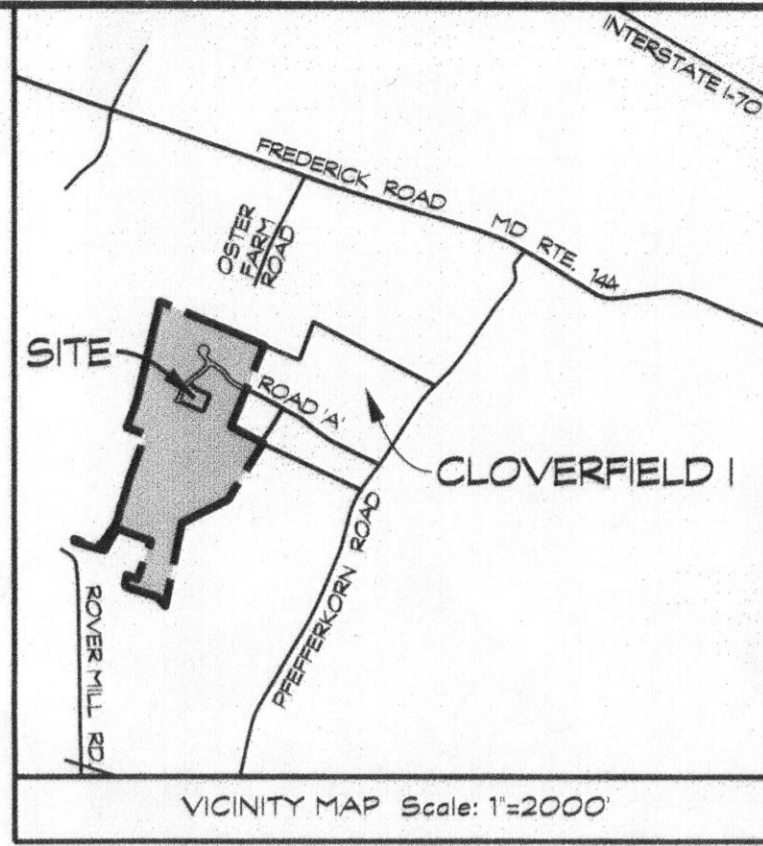 INTERSTATE I-70
FREDERICK ROAD
MD RTE. 144
OSTER
FARM
ROAD
SITE
ROAD 'A'
CLOVERFIELD I
PFEFFERKORN ROAD
ROVER MILL RD.
VICINITY MAP Scale: 1"=2000'